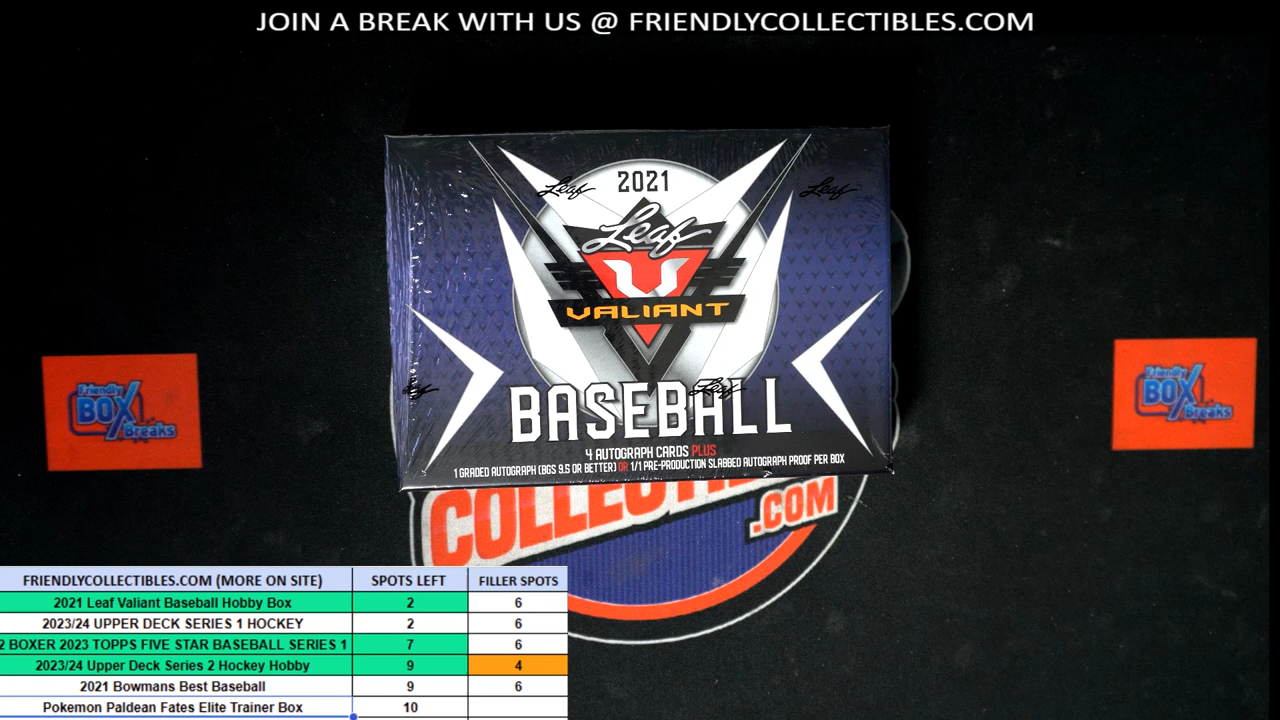 JOIN A BREAK WITH US @ FRIENDLYCOLLECTIBLES.COM
2021
Leaf
Leaf
Leaf
VALIANT
Leaf
Leaf
BASEBALL
4 AUTOGRAPH CARDS PLUS
1 GRADED AUTOGRAPH (BGS 9.5 OR BETTER) OR 1/1 PRE-PRODUCTION SLABBED AUTOGRAPH PROOF PER BOX
Friendly
BOX
Breaks
Friendly
BOX
Breaks
.COM
FRIENDLYCOLLECTIBLES.COM (MORE ON SITE) SPOTS LEFT FILLER SPOTS
2021 Leaf Valiant Baseball Hobby Box 2 6
2023/24 UPPER DECK SERIES 1 HOCKEY 2 6
2 BOXER 2023 TOPPS FIVE STAR BASEBALL SERIES 1 7 6
2023/24 Upper Deck Series 2 Hockey Hobby 9 4
2021 Bowmans Best Baseball 9 6
Pokemon Paldean Fates Elite Trainer Box 10